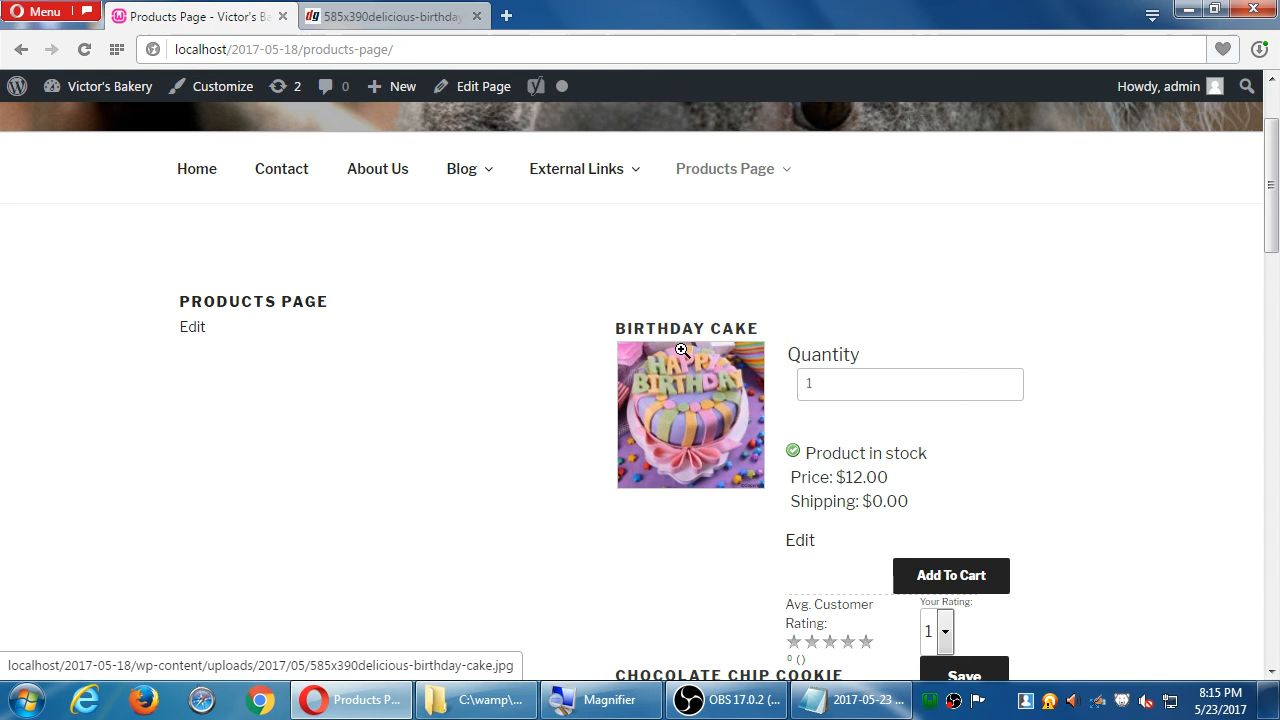 Menu
Products Page - Victor's Ba
585x390delicious-birthday
localhost/2017-05-18/products-page/
Victor's Bakery
Customize
2
0
New
Edit Page
Howdy, admin
Home
Contact
About Us
Blog
External Links
Products Page
PRODUCTS PAGE
Edit
BIRTHDAY CAKE
HAPPY
BIRTHDAY
Quantity
1
Product in stock
Price: $12.00
Shipping: $0.00
Edit
Add To Cart
Avg. Customer
Rating:
Your Rating:
1
0 ()
Save
CHOCOLATE CHIP COOKIE
localhost/2017-05-18/wp-content/uploads/2017/05/585x390delicious-birthday-cake.jpg
Products P...
C:\wamp\...
Magnifier
OBS 17.0.2 (...
2017-05-23 ...
8:15 PM
5/23/2017